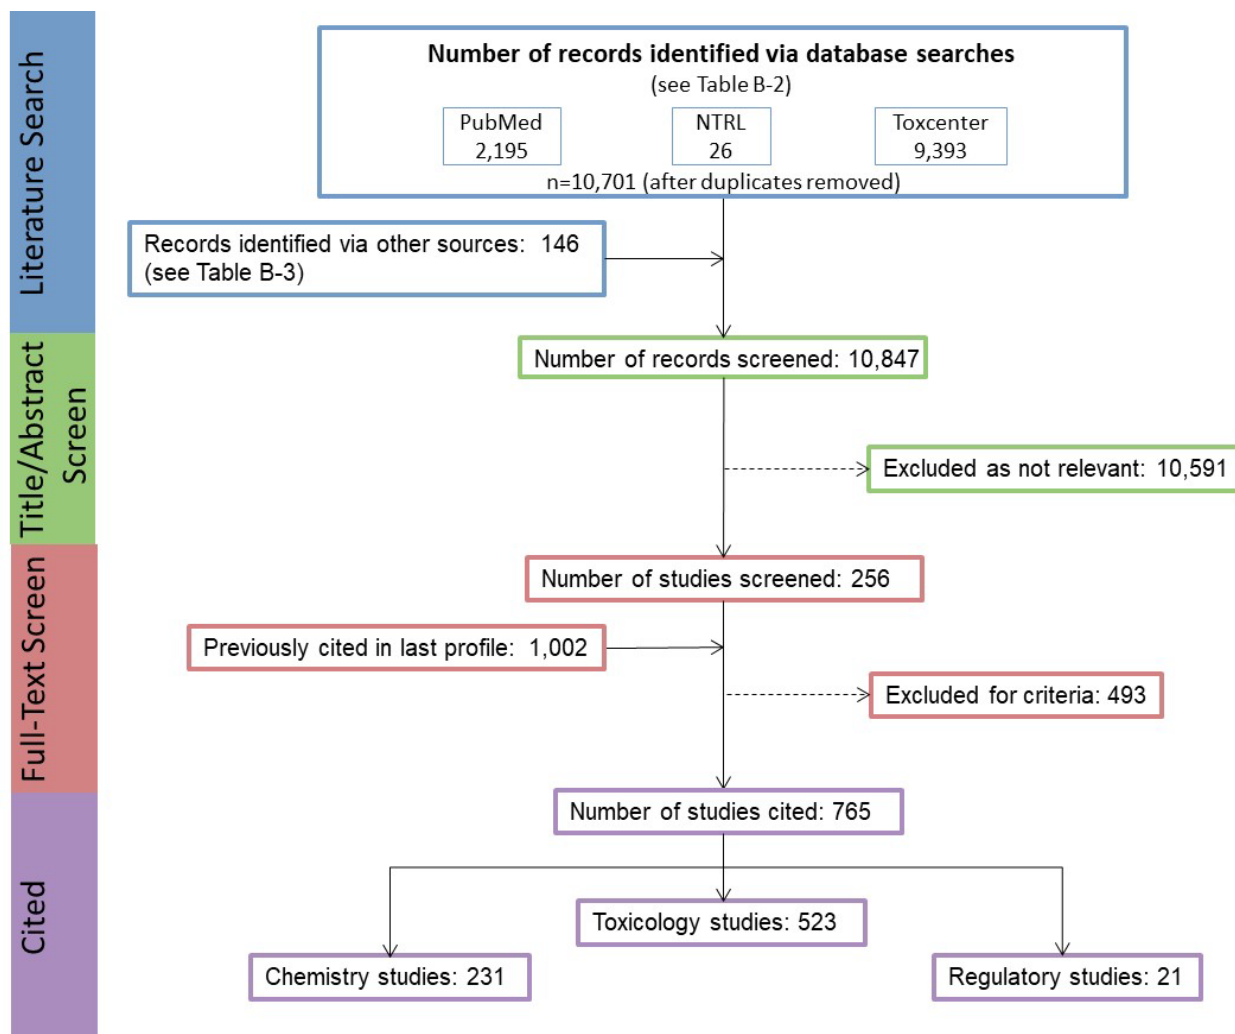 Literature Search
Number of records identified via database searches
(see Table B-2)
PubMed
2,195
NTRL
26
Toxcenter
9,393
n=10,701 (after duplicates removed)
Records identified via other sources: 146
(see Table B-3)
Title/Abstract
Screen
Number of records screened: 10,847
Excluded as not relevant: 10,591
Full-Text Screen
Number of studies screened: 256
Previously cited in last profile: 1,002
Excluded for criteria: 493
Cited
Number of studies cited: 765
Toxicology studies: 523
Chemistry studies: 231
Regulatory studies: 21